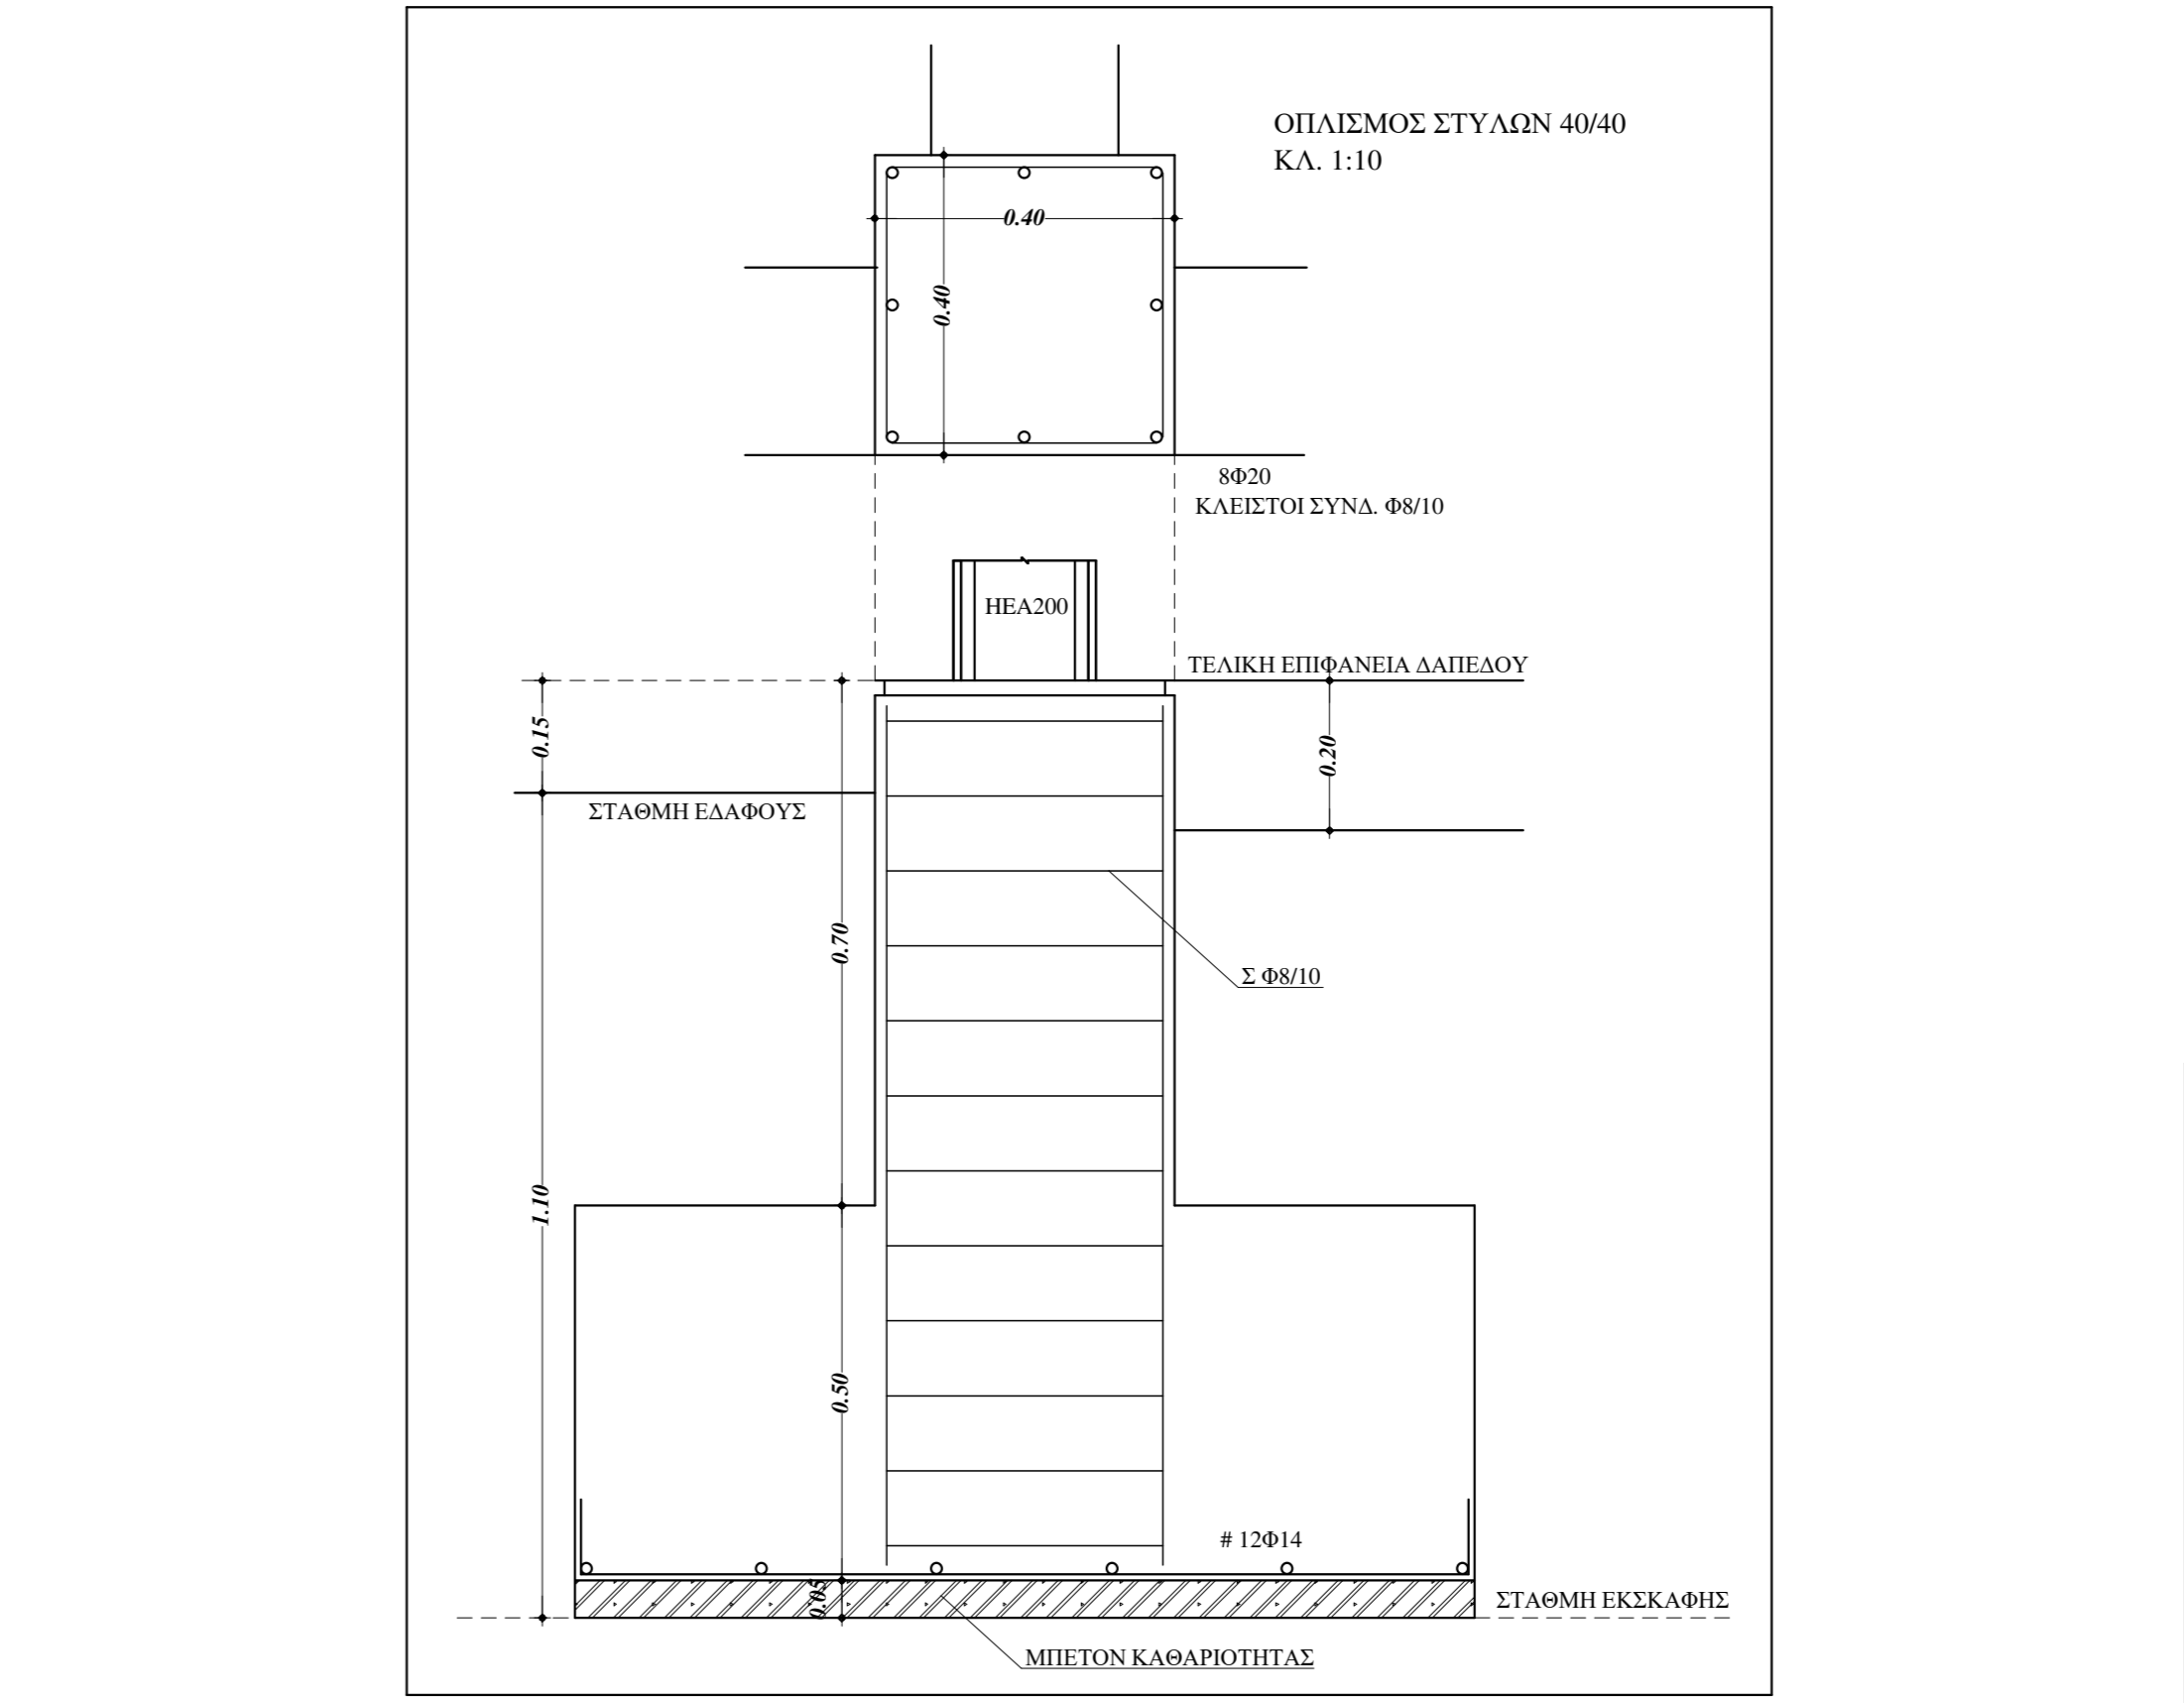 ΟΠΛΙΣΜΟΣ ΣΤΥΛΩΝ 40/40
ΚΛ. 1:10
0.40
0.40
8Φ20
ΚΛΕΙΣΤΟΙ ΣΥΝΔ. Φ8/10
HEA200
ΤΕΛΙΚΗ ΕΠΙΦΑΝΕΙΑ ΔΑΠΕΔΟΥ
0.15
0.20
ΣΤΑΘΜΗ ΕΔΑΦΟΥΣ
0.70
Σ Φ8/10
1.10
0.50
# 12Φ14
0.05
ΣΤΑΘΜΗ ΕΚΣΚΑΦΗΣ
ΜΠΕΤΟΝ ΚΑΘΑΡΙΟΤΗΤΑΣ